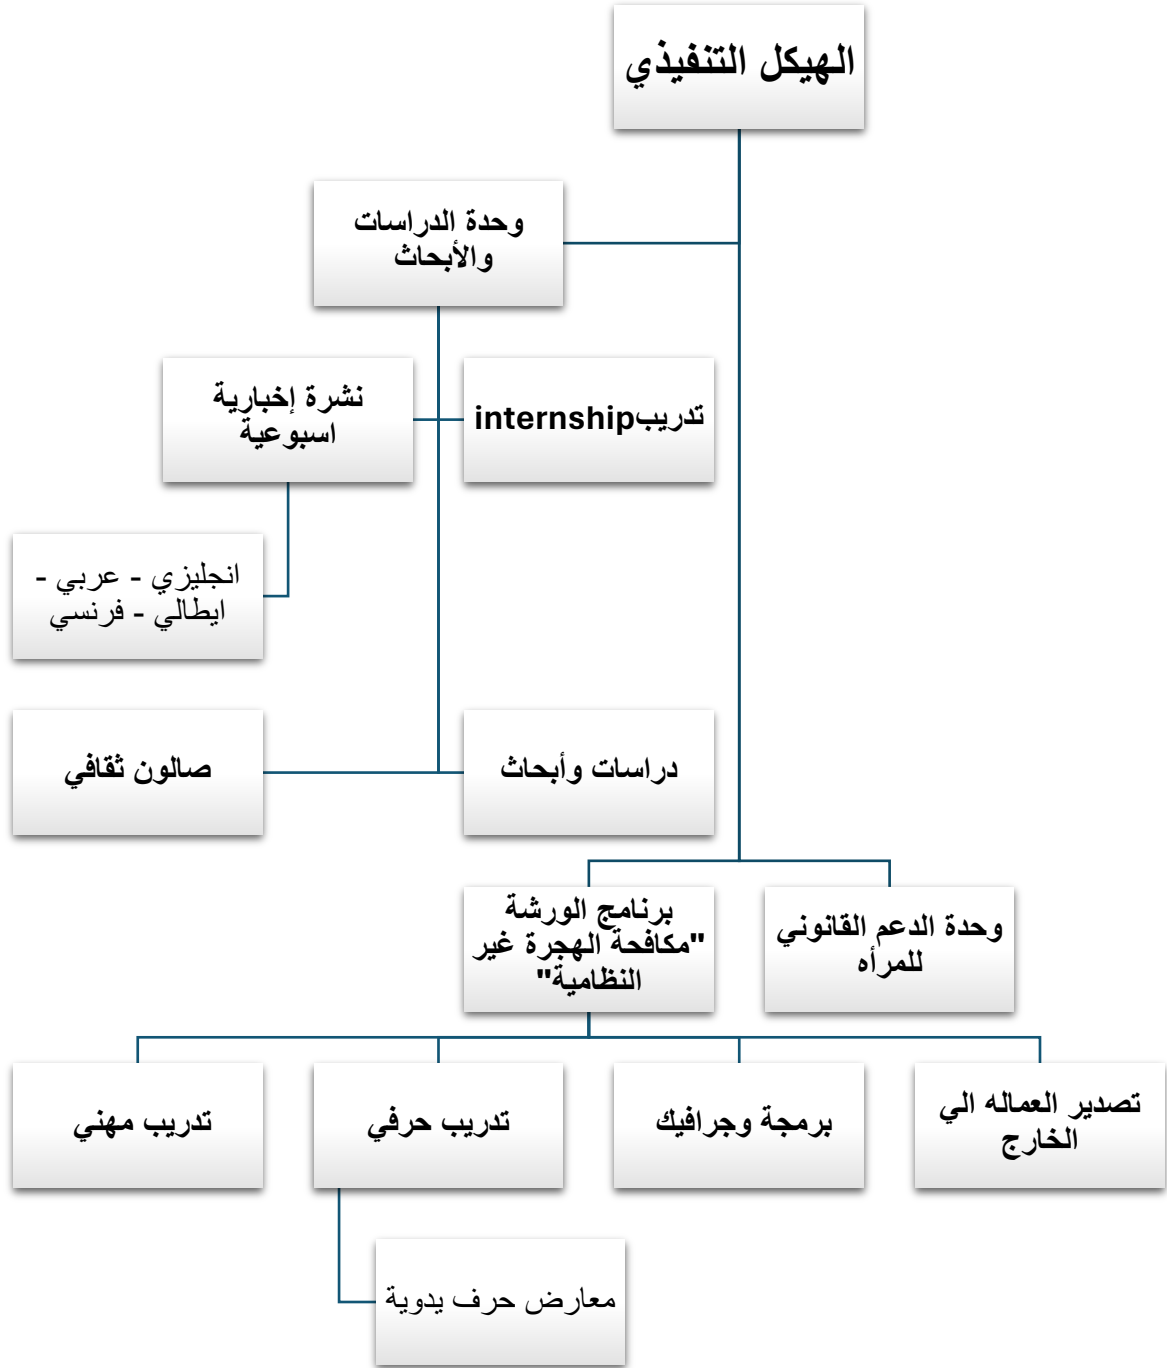 الهيكل التنفيذي
وحدة الدراسات
والأبحاث
تدريبinternship
نشرة إخبارية
اسبوعية
انجليزي - عربي -
ايطالي - فرنسي
دراسات وأبحاث
صالون ثقافي
وحدة الدعم القانوني
للمرأه
برنامج الورشة
"مكافحة الهجرة غير
النظامية"
تصدير العماله الي
الخارج
برمجة وجرافيك
تدريب حرفي
تدريب مهني
معارض حرف يدوية